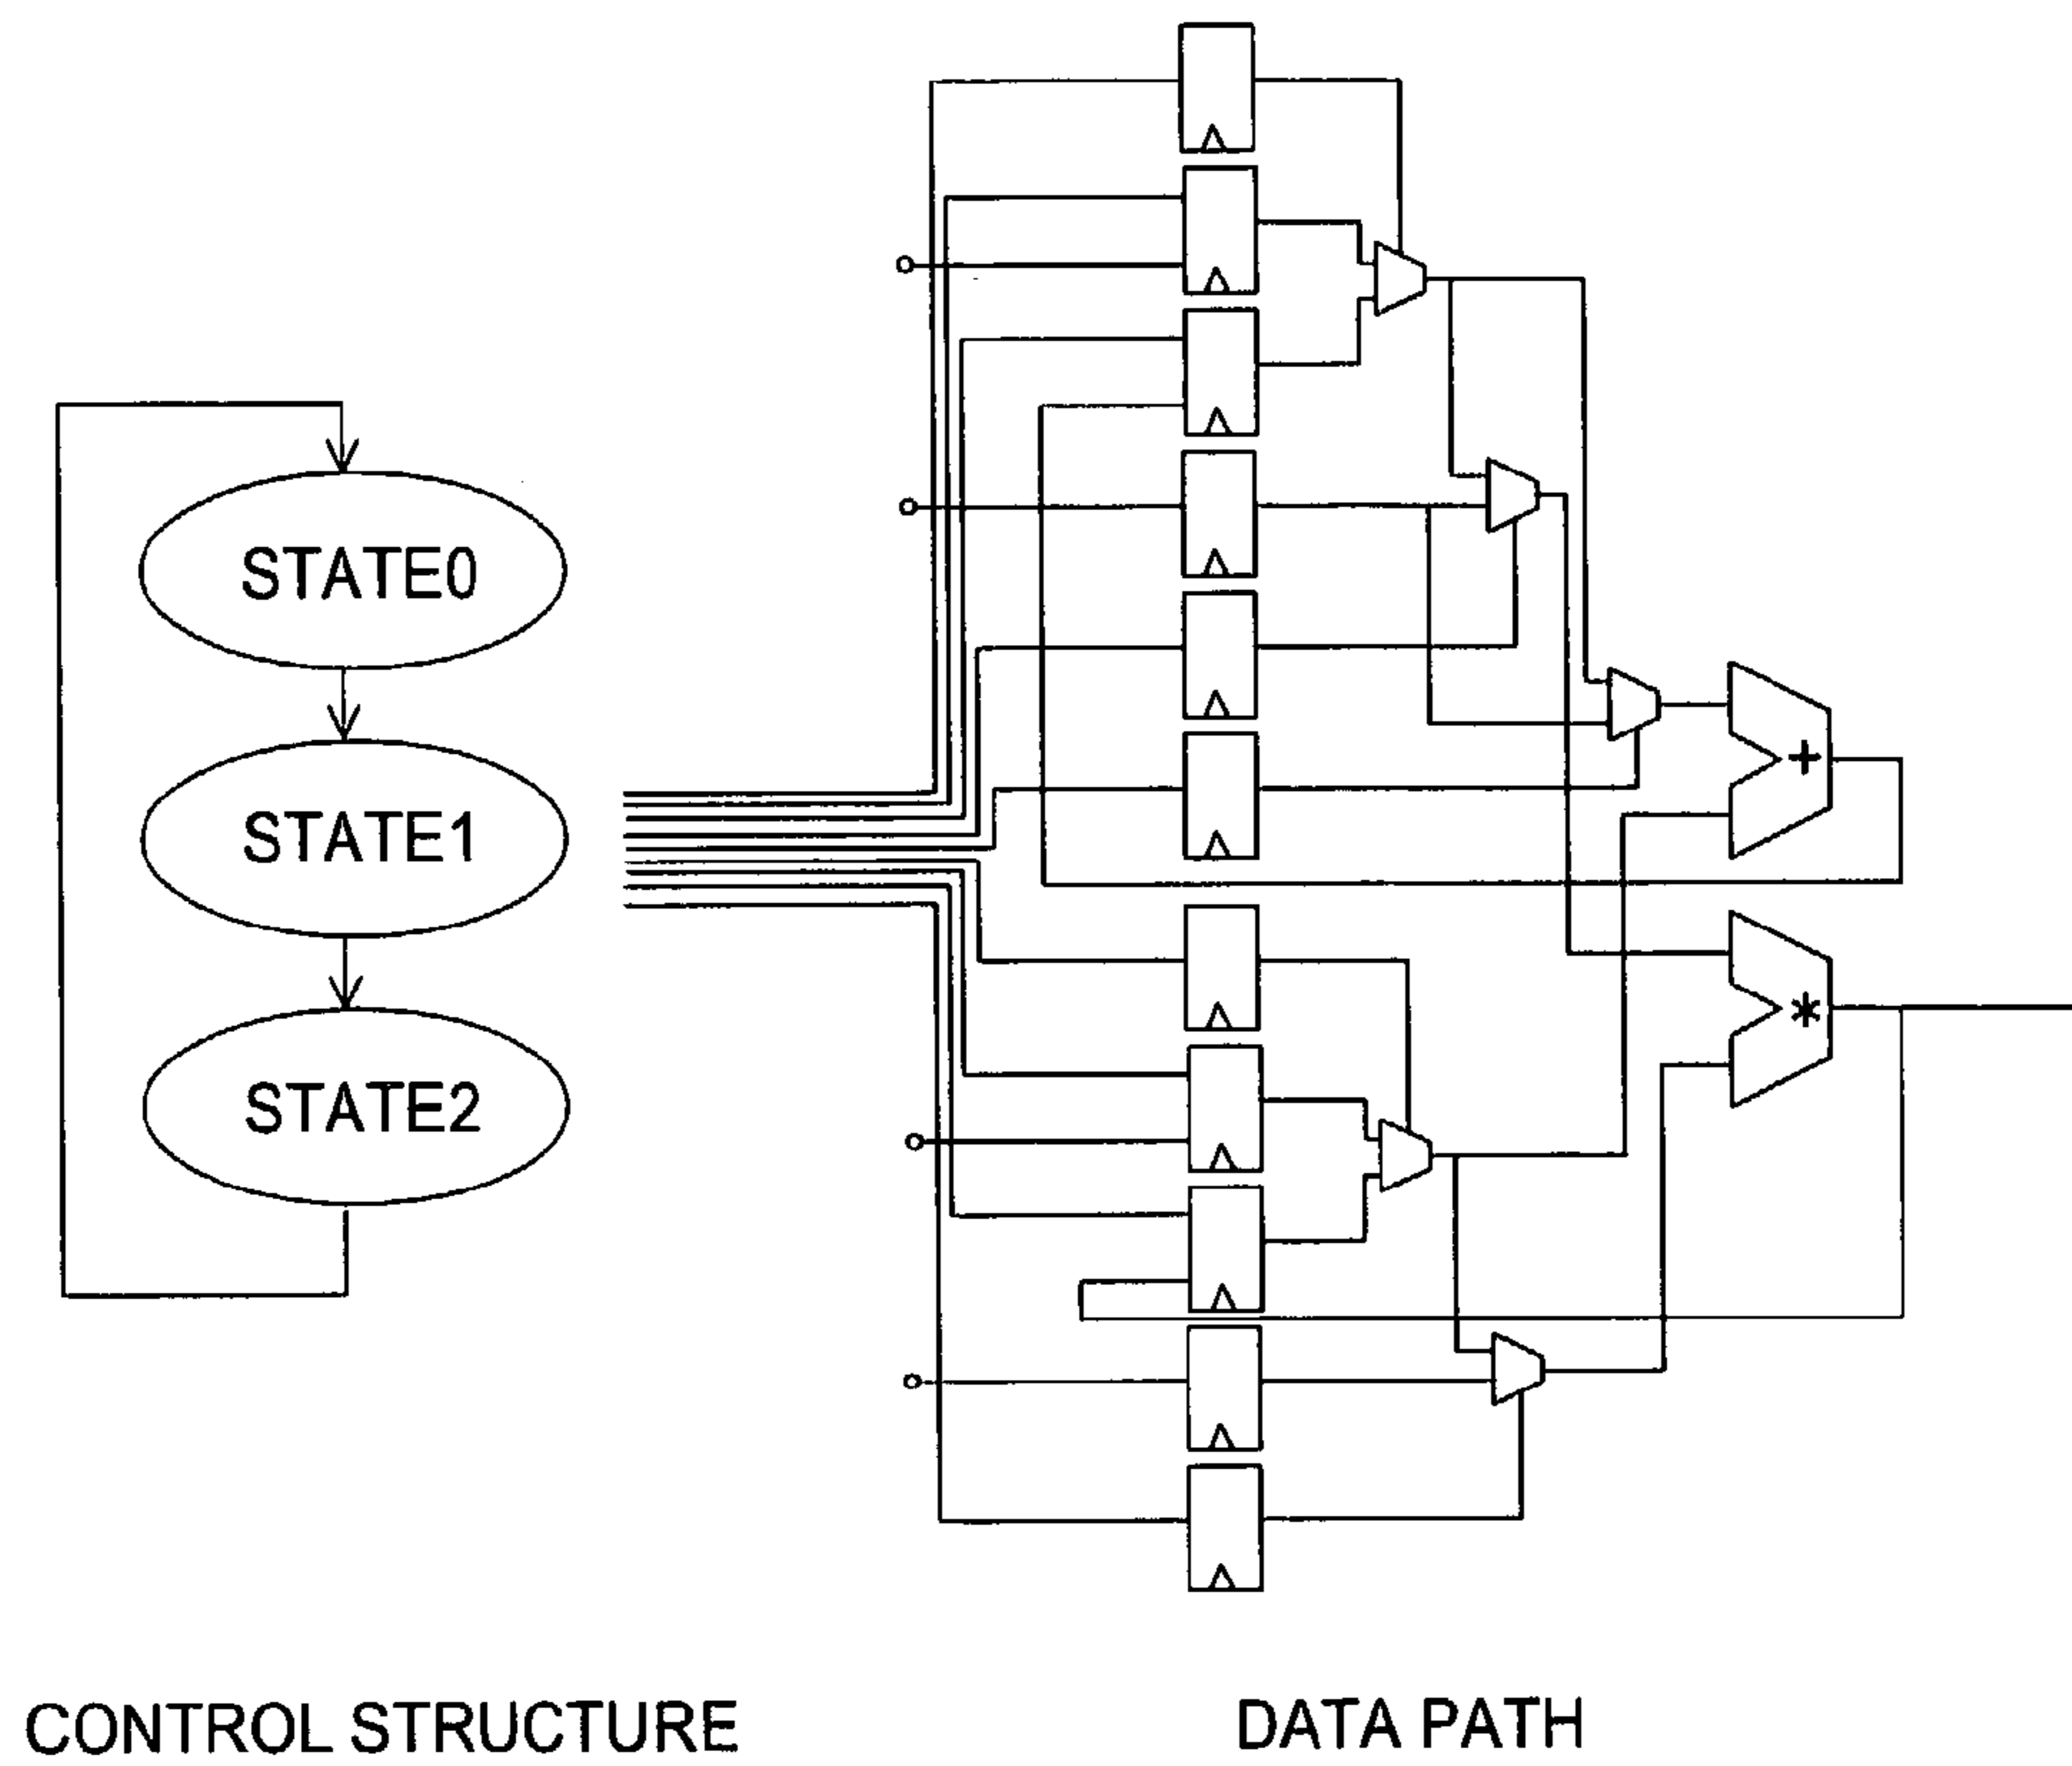 STATE0
STATE1
STATE2
+
*
CONTROL STRUCTURE
DATA PATH